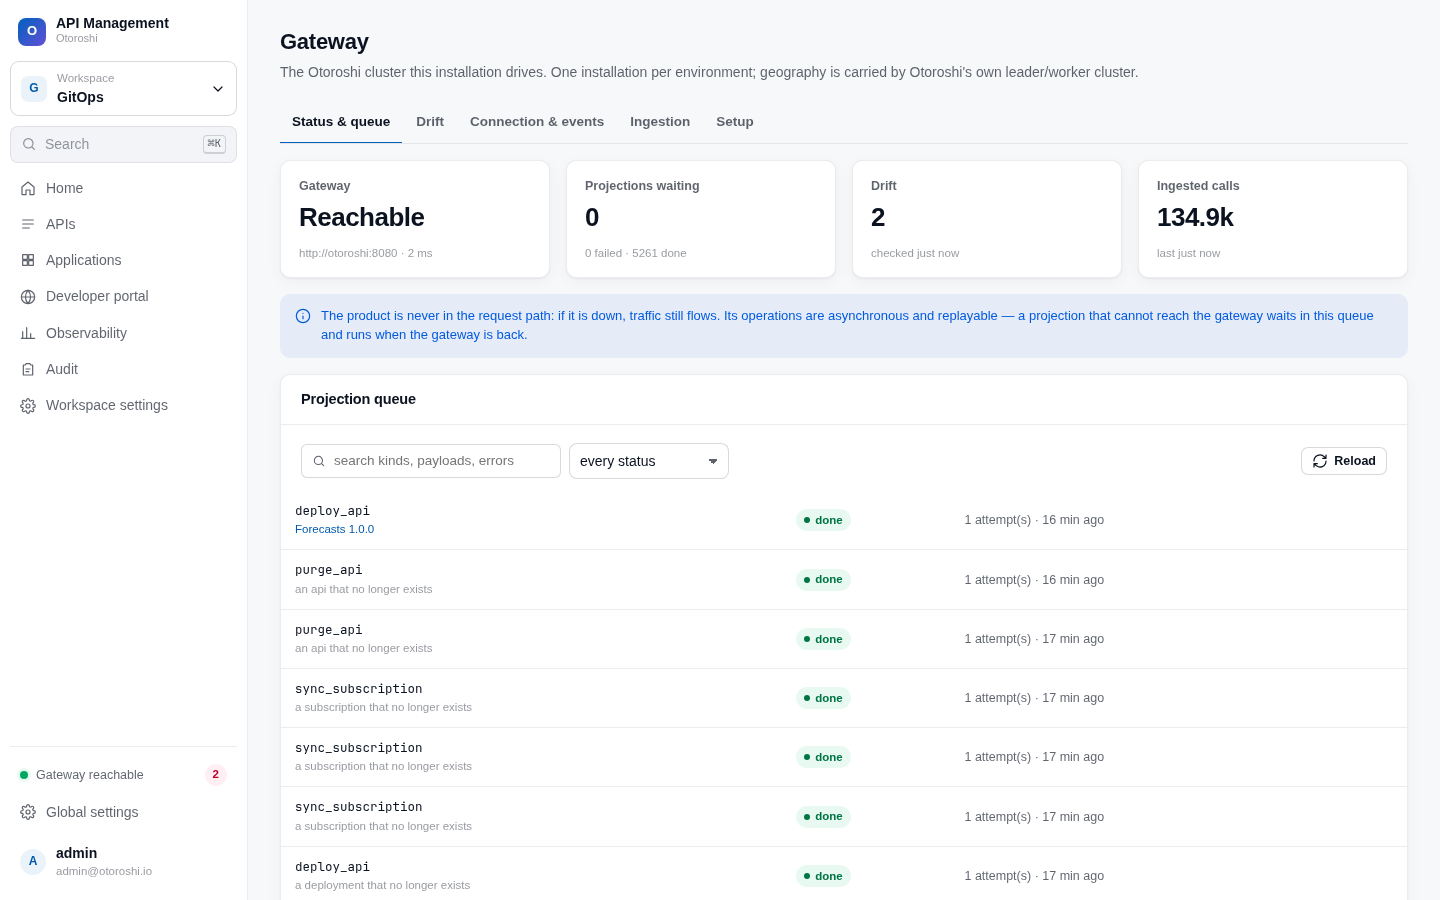 O
API Management
Otoroshi
G
Workspace
GitOps
Search
⌘K
Home
APIs
Applications
Developer portal
Observability
Audit
Workspace settings
Gateway reachable
2
Global settings
A
admin
admin@otoroshi.io
Gateway
The Otoroshi cluster this installation drives. One installation per environment; geography is carried by Otoroshi's own leader/worker cluster.
Status & queue
Drift
Connection & events
Ingestion
Setup
Gateway
Reachable
http://otoroshi:8080 · 2 ms
Projections waiting
0
0 failed · 5261 done
Drift
2
checked just now
Ingested calls
134.9k
last just now
The product is never in the request path: if it is down, traffic still flows. Its operations are asynchronous and replayable — a projection that cannot reach the gateway waits in this queue
and runs when the gateway is back.
Projection queue
search kinds, payloads, errors
every status
Reload
deploy_api
Forecasts 1.0.0
done
1 attempt(s) · 16 min ago
purge_api
an api that no longer exists
done
1 attempt(s) · 16 min ago
purge_api
an api that no longer exists
done
1 attempt(s) · 17 min ago
sync_subscription
a subscription that no longer exists
done
1 attempt(s) · 17 min ago
sync_subscription
a subscription that no longer exists
done
1 attempt(s) · 17 min ago
sync_subscription
a subscription that no longer exists
done
1 attempt(s) · 17 min ago
deploy_api
a deployment that no longer exists
done
1 attempt(s) · 17 min ago